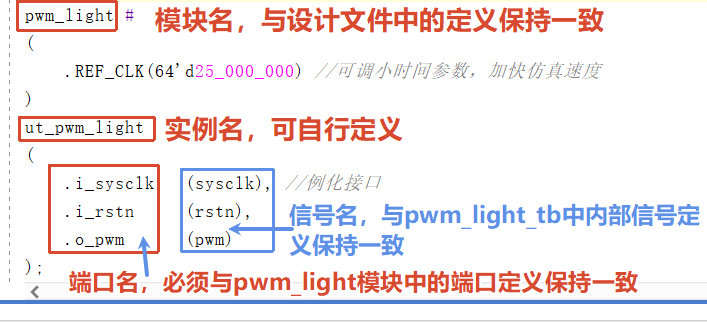 pwm_light # 模块名，与设计文件中的定义保持一致
(
.REF_CLK(64'd25_000_000) //可调小时间参数，加快仿真速度
)
ut_pwm_light 实例名，可自行定义
(
.i_sysclk (sysclk), //例化接口
.i_rstn (rstn), 信号名，与pwm_light_tb中内部信号定
.o_pwm (pwm) 义保持一致
);
端口名，必须与pwm_light模块中的端口定义保持一致